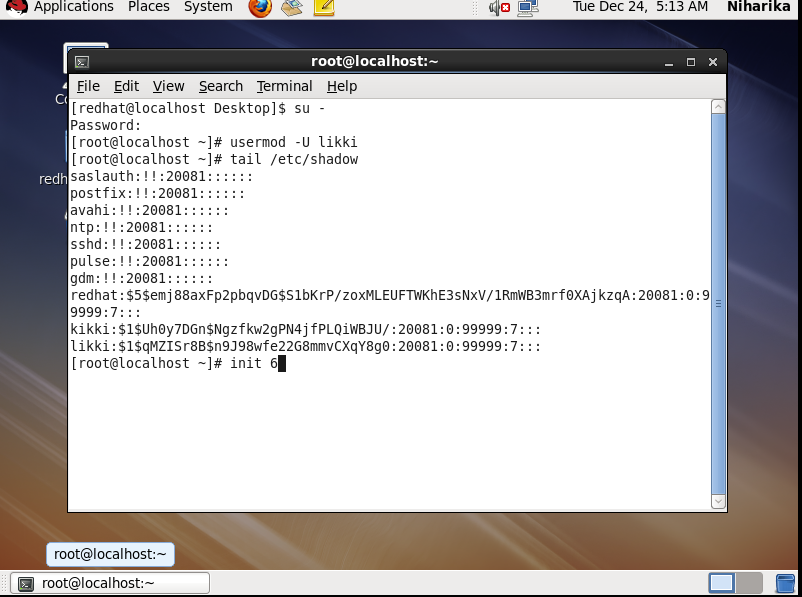 Applications Places System Tue Dec 24, 5:13 AM Niharika
root@localhost:~
File Edit View Search Terminal Help
[redhat@localhost Desktop]$ su -
Password:
[root@localhost ~]# usermod -U likki
[root@localhost ~]# tail /etc/shadow
saslauth:!!:20081::::::
postfix:!!:20081::::::
avahi:!!:20081::::::
ntp:!!:20081::::::
sshd:!!:20081::::::
pulse:!!:20081::::::
gdm:!!:20081::::::
redhat:$5$emj88axFp2pbqvDG$S1bKrP/zoxMLEUFTWKhE3sNxV/1RmWB3mrf0XAjkzqA:20081:0:9
9999:7:::
kikki:$1$Uh0y7DGn$Ngzfkw2gPN4jfPLQiWBJU/:20081:0:99999:7:::
likki:$1$qMZISr8B$n9J98wfe22G8mmvCXqY8g0:20081:0:99999:7:::
[root@localhost ~]# init 6
redh
root@localhost:~
root@localhost:~